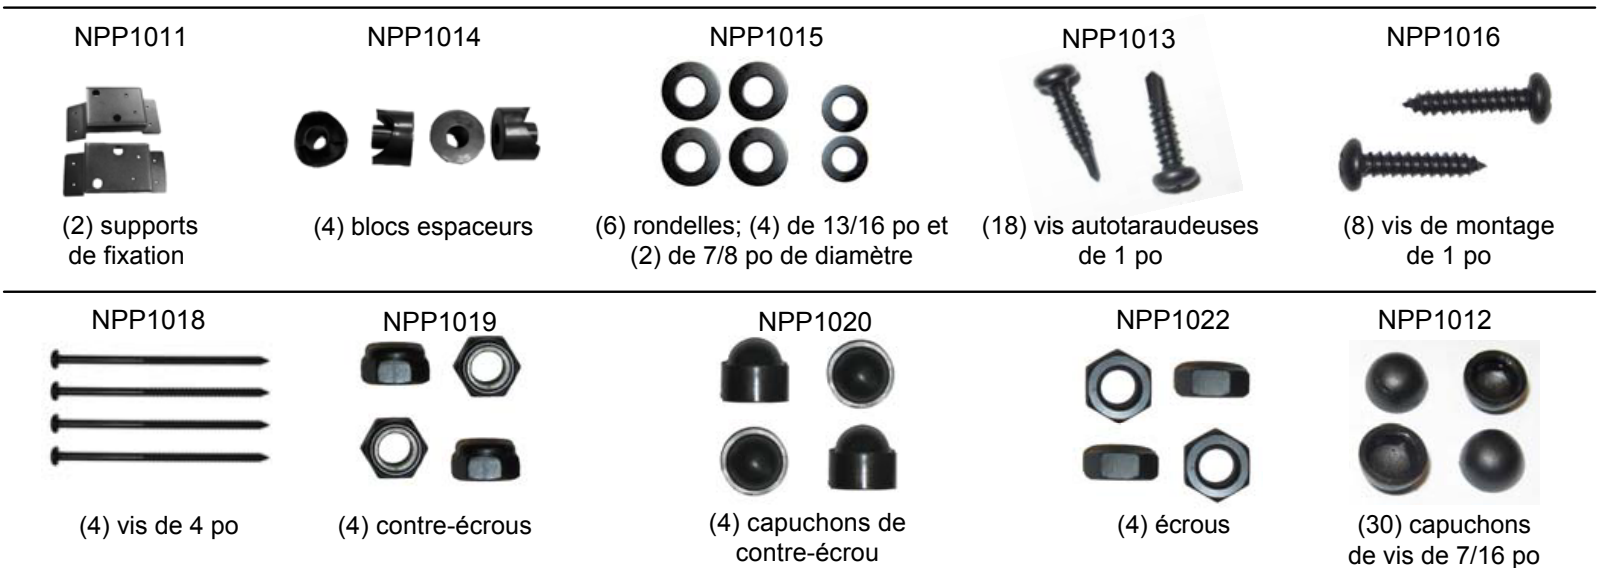 NPP1011
(2) supports
de fixation
NPP1014
(4) blocs espaceurs
NPP1015
(6) rondelles; (4) de 13/16 po et
(2) de 7/8 po de diamètre
NPP1013
(18) vis autotaraudeuses
de 1 po
NPP1016
(8) vis de montage
de 1 po
NPP1018
(4) vis de 4 po
NPP1019
(4) contre-écrous
NPP1020
(4) capuchons de
contre-écrou
NPP1022
(4) écrous
NPP1012
(30) capuchons
de vis de 7/16 po